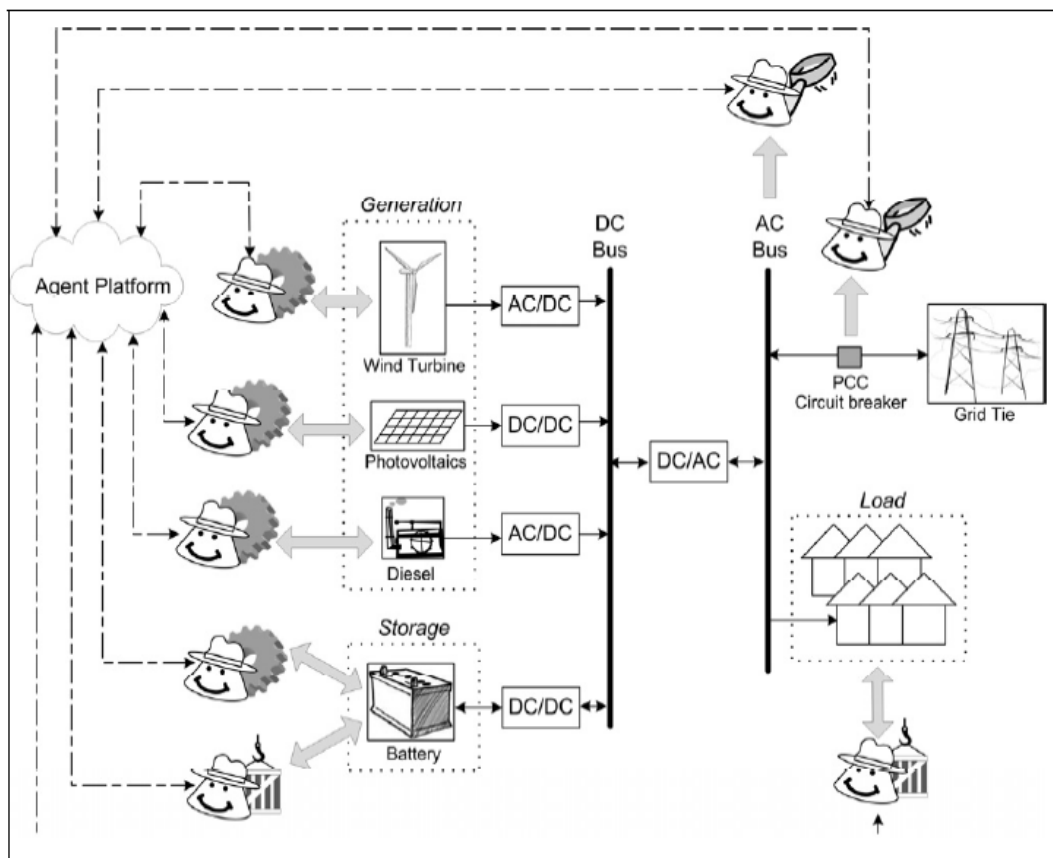 Generation
DC
Bus
AC
Bus
Agent Platform
AC/DC
Wind Turbine
PCC
Circuit breaker
Grid Tie
DC/DC
Photovoltaics
DC/AC
Load
AC/DC
Diesel
Storage
DC/DC
Battery